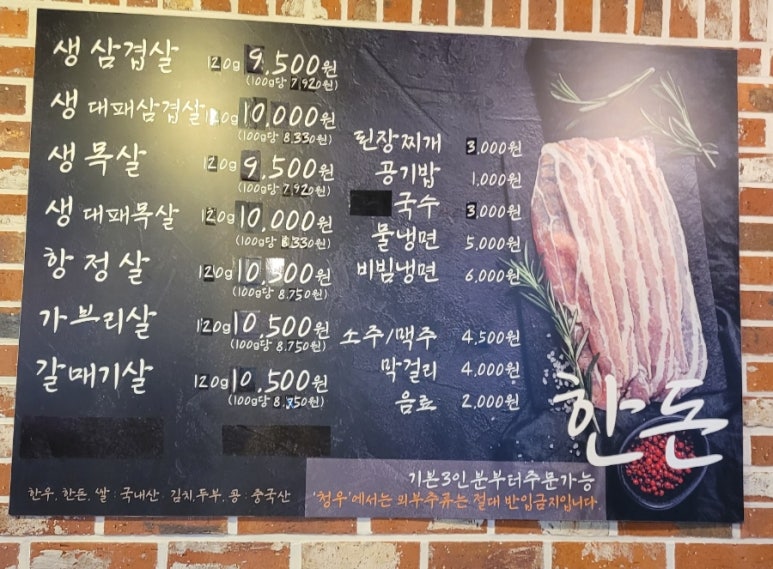 생 삼겹살 120g 9,500원
(100g당 7,920원)
생 대패삼겹살 120g 10,000원
(100g당 8,330원)
생 목살 120g 9,500원
(100g당 7,920원)
생 대패목살 120g 10,000원
(100g당 8,330원)
항정살 120g 10,500원
(100g당 8,750원)
가브리살 120g 10,500원
(100g당 8,750원)
갈매기살 120g 10,500원
(100g당 8,750원)
한우, 한돈, 쌀 : 국내산 김치, 두부, 콩 : 중국산
된장찌개 3,000원
공기밥 1,000원
국수 3,000원
물냉면 5,000원
비빔냉면 6,000원
소주/맥주 4,500원
막걸리 4,000원
음료 2,000원
한돈
기본3인분부터주문가능
'청우'에서는 외부주류는 절대 반입금지입니다.